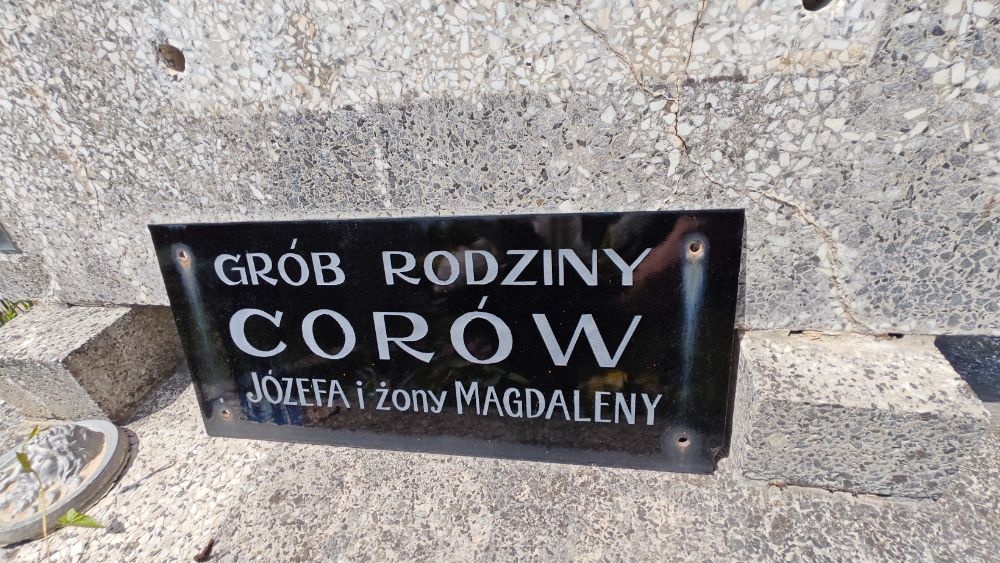 GRÓB RODZINY
CORÓW
JÓZEFA i żony MAGDALENY